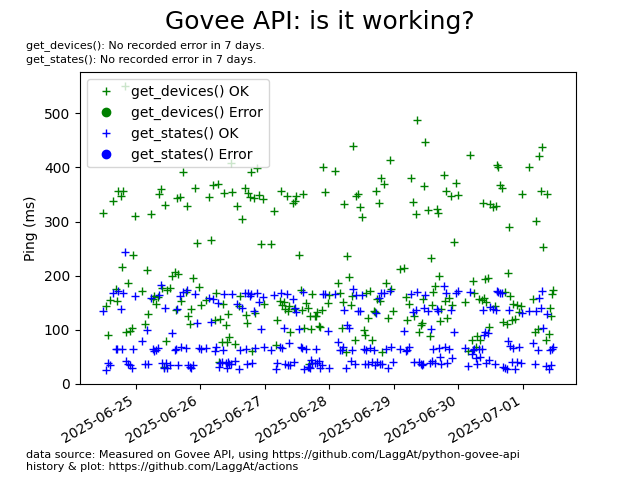 Govee API: is it working?
get_devices(): No recorded error in 7 days.
get_states(): No recorded error in 7 days.
get_devices() OK
get_devices() Error
get_states() OK
get_states() Error
Ping (ms)
500
400
300
200
100
0
2025-06-25
2025-06-26
2025-06-27
2025-06-28
2025-06-29
2025-06-30
2025-07-01
data source: Measured on Govee API, using https://github.com/LaggAt/python-govee-api
history & plot: https://github.com/LaggAt/actions